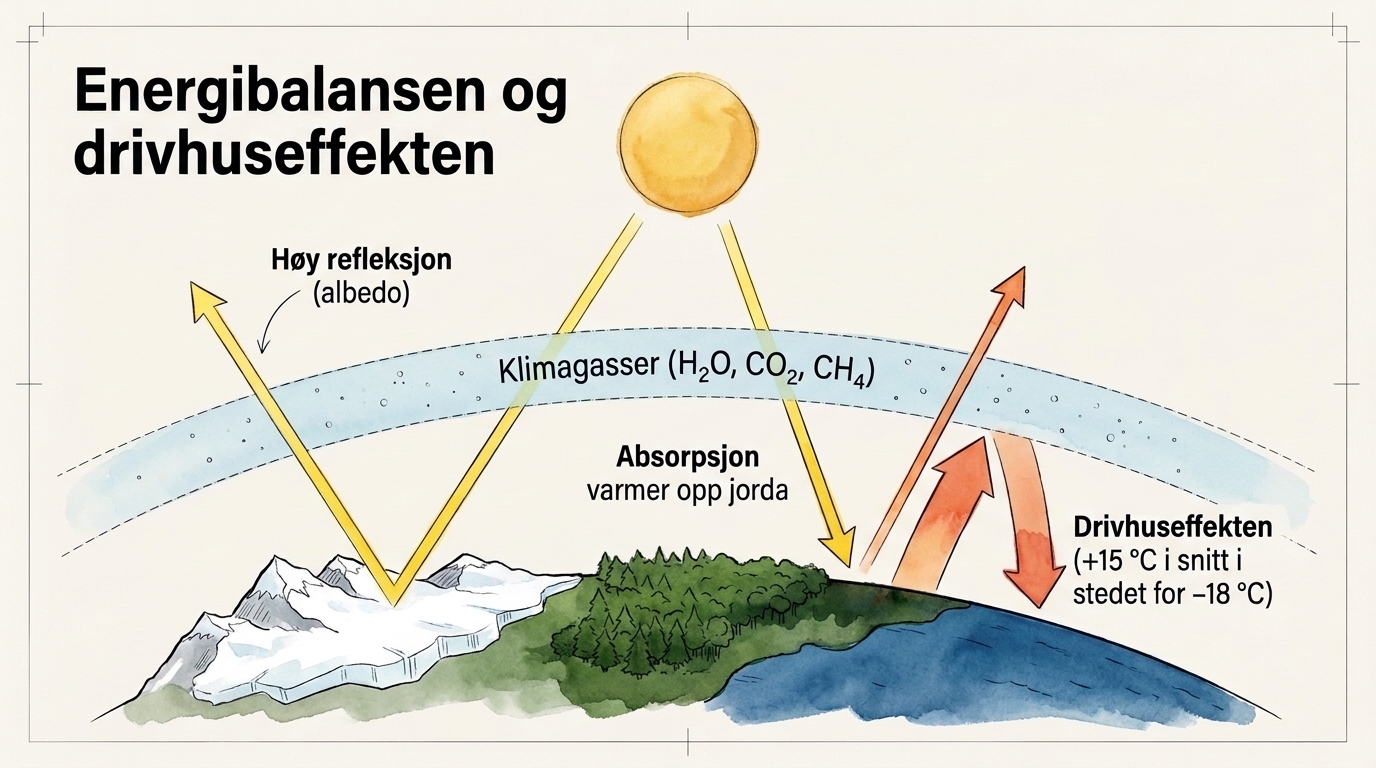 Energibalansen og
drivhuseffekten
Høy refleksjon
(albedo)
Klimagasser (H₂O, CO₂, CH₄)
Absorpsjon
varmer opp jorda
Drivhuseffekten
(+15 °C i snitt i
stedet for –18 °C)